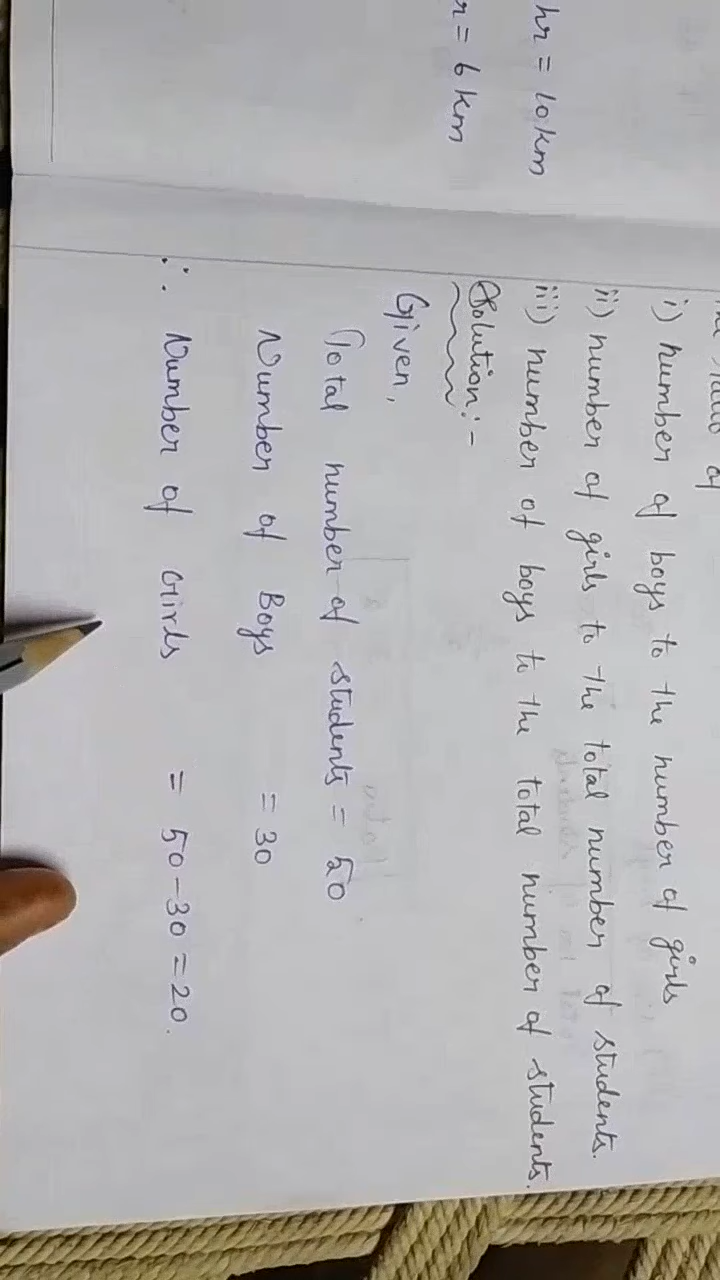 hr = 10 km
r = 6 km
of
i) number of boys to the number of girls
ii) number of girls to the total number of students.
iii) number of boys to the total number of students.
Solution:-
Given,
Total number of students = 50.
Number of Boys = 30
∴ Number of Girls = 50-30 = 20.